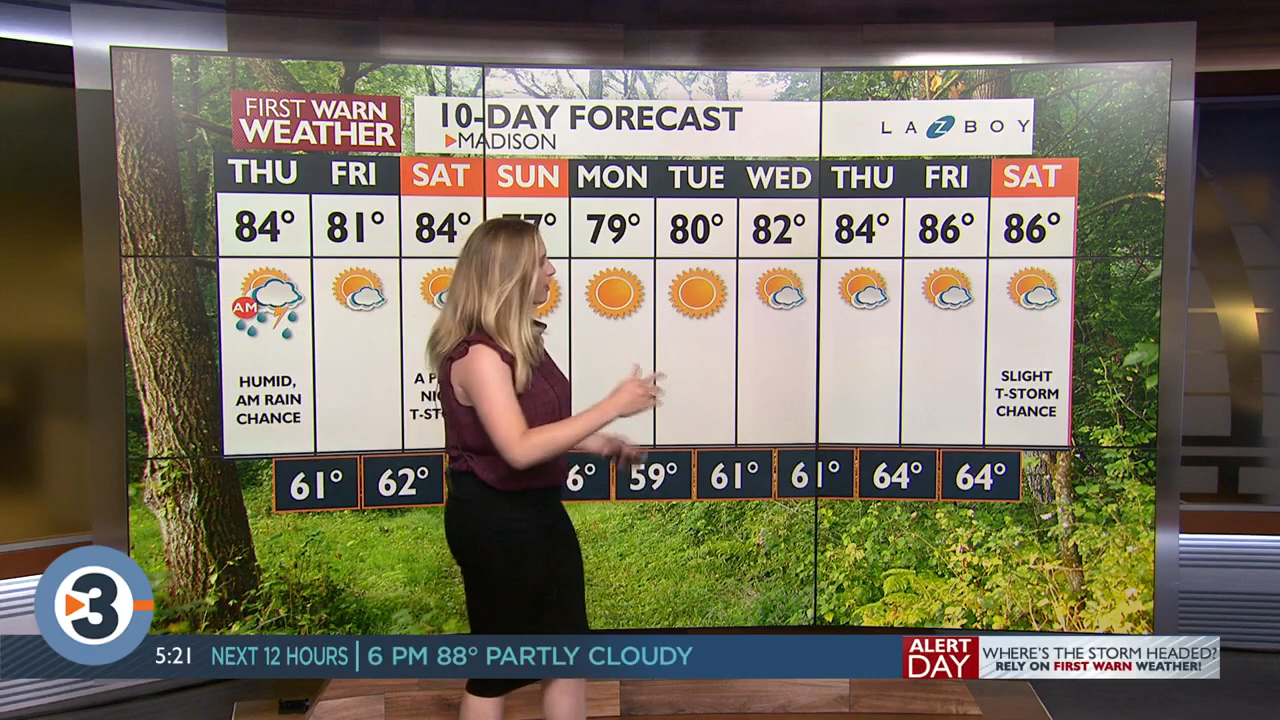 FIRST WARN
WEATHER
10-DAY FORECAST
MADISON
LAZBOY
THU FRI SAT SUN MON TUE WED THU FRI SAT
84° 81° 84° 79° 80° 82° 84° 86° 86°
AM
HUMID,
AM RAIN
CHANCE
A
SLIGHT
T-STORM
CHANCE
61° 62° 59° 61° 61° 64° 64°
3
5:21 NEXT 12 HOURS 6 PM 88° PARTLY CLOUDY
ALERT
DAY
WHERE'S THE STORM HEADED?
RELY ON FIRST WARN WEATHER!